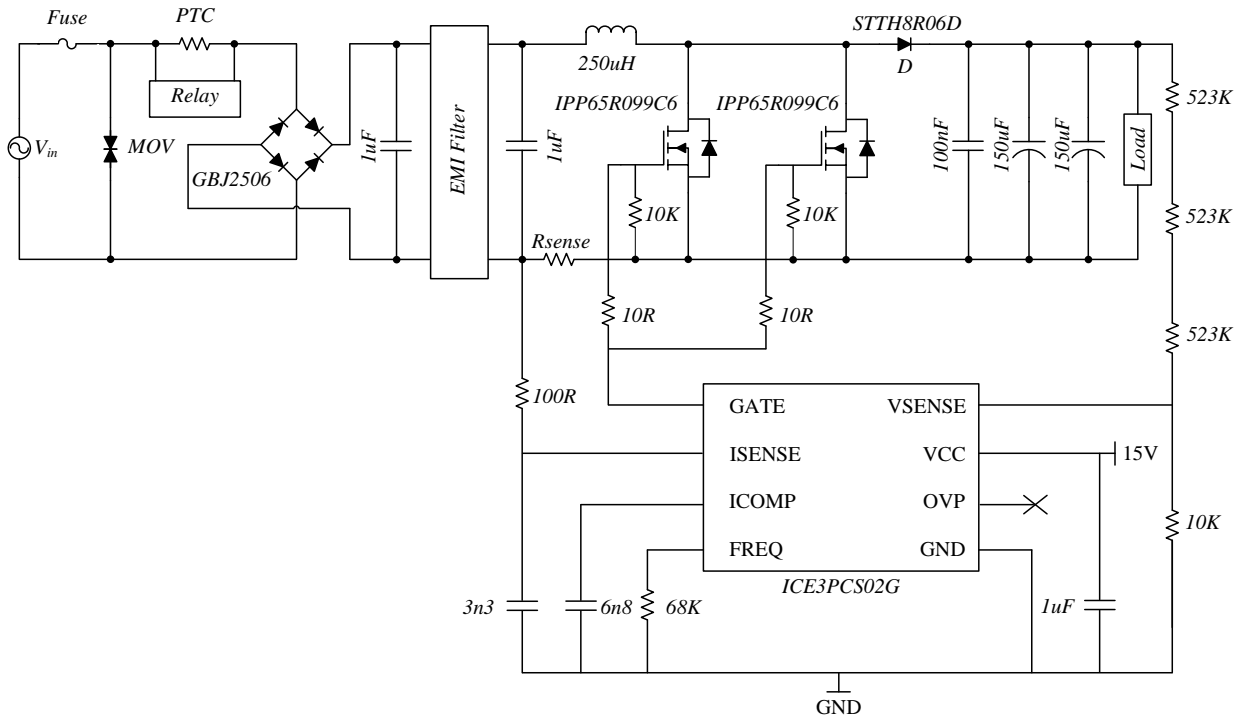 Fuse
PTC
Relay
V_in
MOV
GBJ2506
1uF
EMI Filter
1uF
250uH
IPP65R099C6
IPP65R099C6
STTH8R06D
D
10K
10K
Rsense
100nF
150uF
150uF
Load
523K
523K
523K
10R
10R
100R
GATE
VSENSE
ISENSE
VCC
15V
ICOMP
OVP
10K
FREQ
GND
ICE3PCS02G
3n3
6n8
68K
1uF
GND